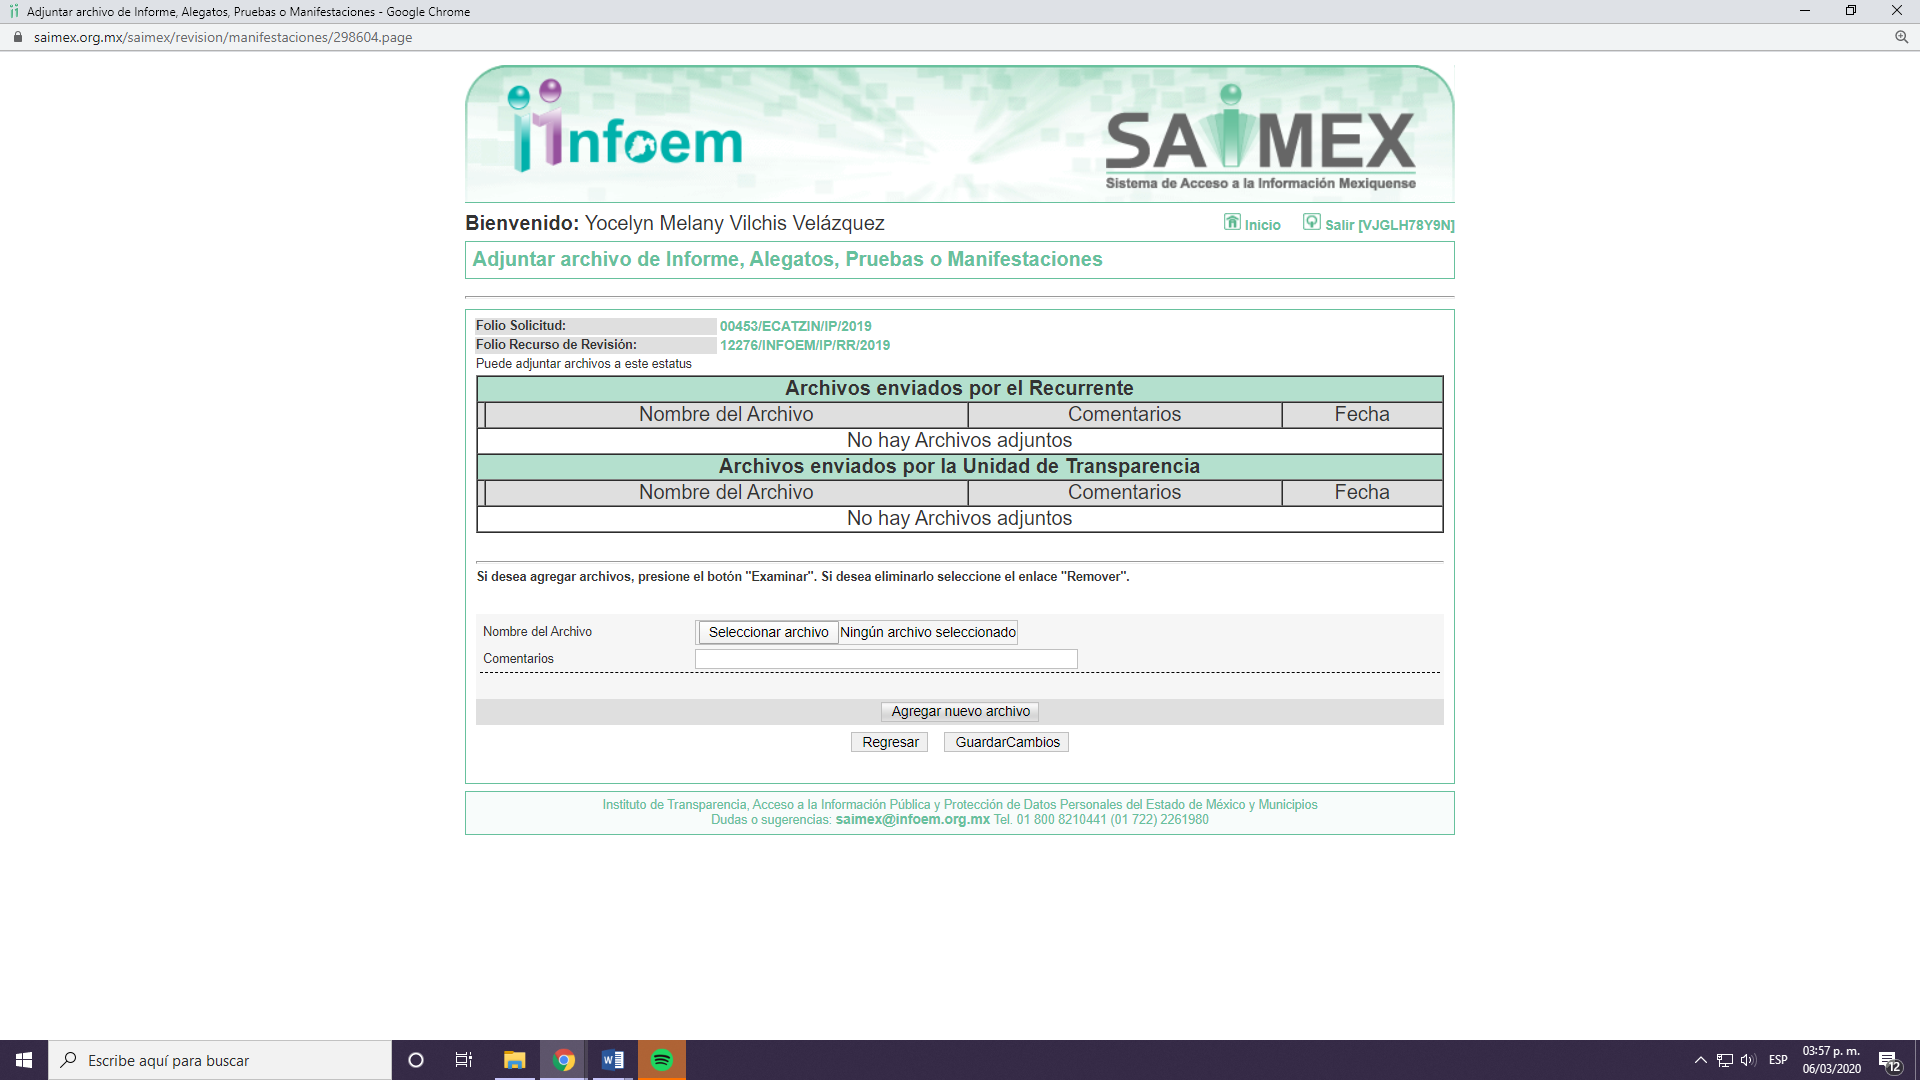 Adjuntar archivo de Informe, Alegatos, Pruebas o Manifestaciones - Google Chrome
saimex.org.mx/saimex/revision/manifestaciones/298604.page
infoem
SAIMEX
Sistema de Acceso a la Información Mexiquense
Bienvenido: Yocelyn Melany Vilchis Velázquez
Inicio
Salir [VJGLH78Y9N]
Adjuntar archivo de Informe, Alegatos, Pruebas o Manifestaciones
Folio Solicitud: 00453/ECATZIN/IP/2019
Folio Recurso de Revisión: 12276/INFOEM/IP/RR/2019
Puede adjuntar archivos a este estatus
Archivos enviados por el Recurrente
Nombre del Archivo Comentarios Fecha
No hay Archivos adjuntos
Archivos enviados por la Unidad de Transparencia
Nombre del Archivo Comentarios Fecha
No hay Archivos adjuntos
Si desea agregar archivos, presione el botón "Examinar". Si desea eliminarlo seleccione el enlace "Remover".
Nombre del Archivo Seleccionar archivo Ningún archivo seleccionado
Comentarios
Agregar nuevo archivo
Regresar GuardarCambios
Instituto de Transparencia, Acceso a la Información Pública y Protección de Datos Personales del Estado de México y Municipios
Dudas o sugerencias: saimex@infoem.org.mx Tel. 01 800 8210441 (01 722) 2261980
Escribe aquí para buscar
ESP
03:57 p. m.
06/03/2020
12